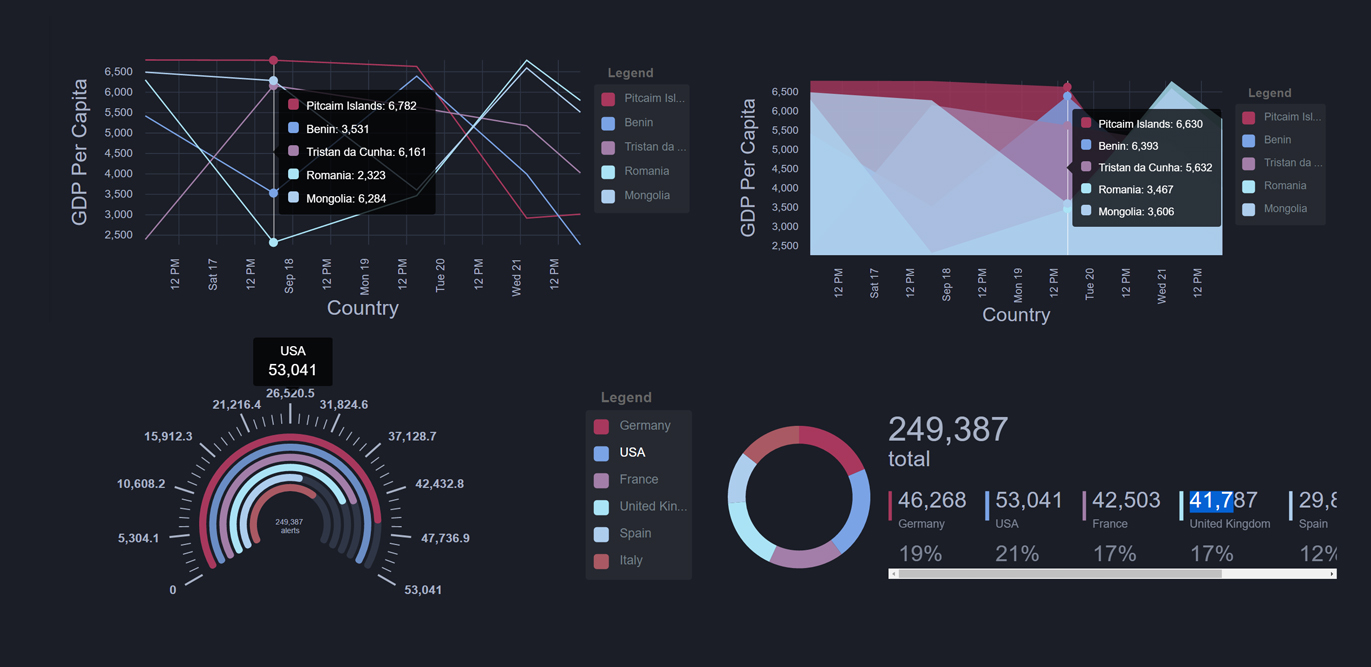 GDP Per Capita
6,500
6,000
5,500
5,000
4,500
4,000
3,500
3,000
2,500
Pitcaim Islands: 6,782
Benin: 3,531
Tristan da Cunha: 6,161
Romania: 2,323
Mongolia: 6,284
12 PM
Sat 17
12 PM
Sep 18
12 PM
Mon 19
12 PM
Tue 20
12 PM
Wed 21
12 PM
Country
Legend
Pitcaim Isl...
Benin
Tristan da ...
Romania
Mongolia
GDP Per Capita
6,500
6,000
5,500
5,000
4,500
4,000
3,500
3,000
2,500
Pitcaim Islands: 6,630
Benin: 6,393
Tristan da Cunha: 5,632
Romania: 3,467
Mongolia: 3,606
12 PM
Sat 17
12 PM
Sep 18
12 PM
Mon 19
12 PM
Tue 20
12 PM
Wed 21
12 PM
Country
Legend
Pitcaim Isl...
Benin
Tristan da ...
Romania
Mongolia
USA
53,041
0
5,304.1
10,608.2
15,912.3
21,216.4
26,520.5
31,824.6
37,128.7
42,432.8
47,736.9
53,041
249,387
alerts
Legend
Germany
USA
France
United Kin...
Spain
Italy
249,387
total
46,268 53,041 42,503 41,787 29,8
Germany USA France United Kingdom Spain
19% 21% 17% 17% 12%